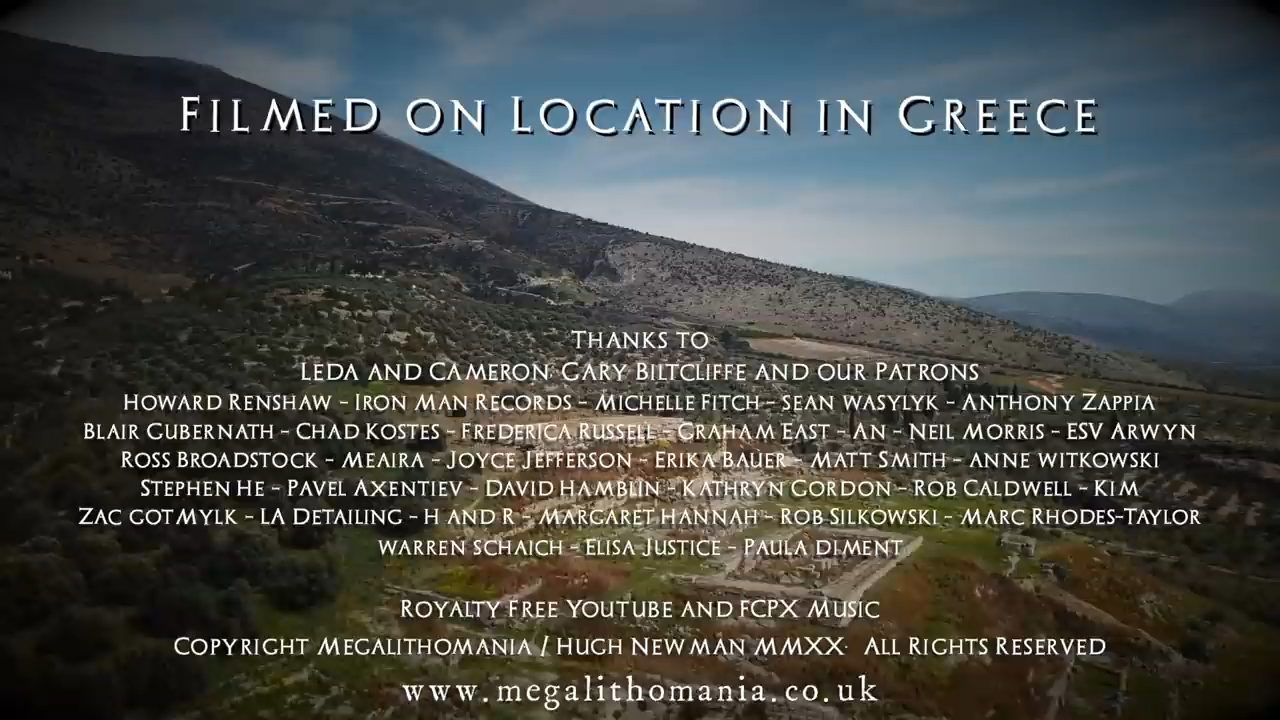 FILMED ON LOCATION IN GREECE
THANKS TO
LEDA AND CAMERON, GARY BILTCLIFFE AND OUR PATRONS
HOWARD RENSHAW - IRON MAN RECORDS - MICHELLE FITCH - SEAN WASYLYK - ANTHONY ZAPPIA
BLAIR GUBERNATH - CHAD KOSTES - FREDERICA RUSSELL - GRAHAM EAST - AN - NEIL MORRIS - ESV ARWYN
ROSS BROADSTOCK - MEAIRA - JOYCE JEFFERSON - ERIKA BAUER - MATT SMITH - ANNE WITKOWSKI
STEPHEN HE - PAVEL AXENTIEV - DAVID HAMBLIN - KATHRYN GORDON - ROB CALDWELL - KIM
ZAC GOTMYLK - LA DETAILING - H AND R - MARGARET HANNAH - ROB SILKOWSKI - MARC RHODES-TAYLOR
WARREN SCHAICH - ELISA JUSTICE - PAULA DIMENT
ROYALTY FREE YOUTUBE AND FCPX MUSIC
COPYRIGHT MEGALITHOMANIA / HUGH NEWMAN MMXX. ALL RIGHTS RESERVED
www.megalithomania.co.uk